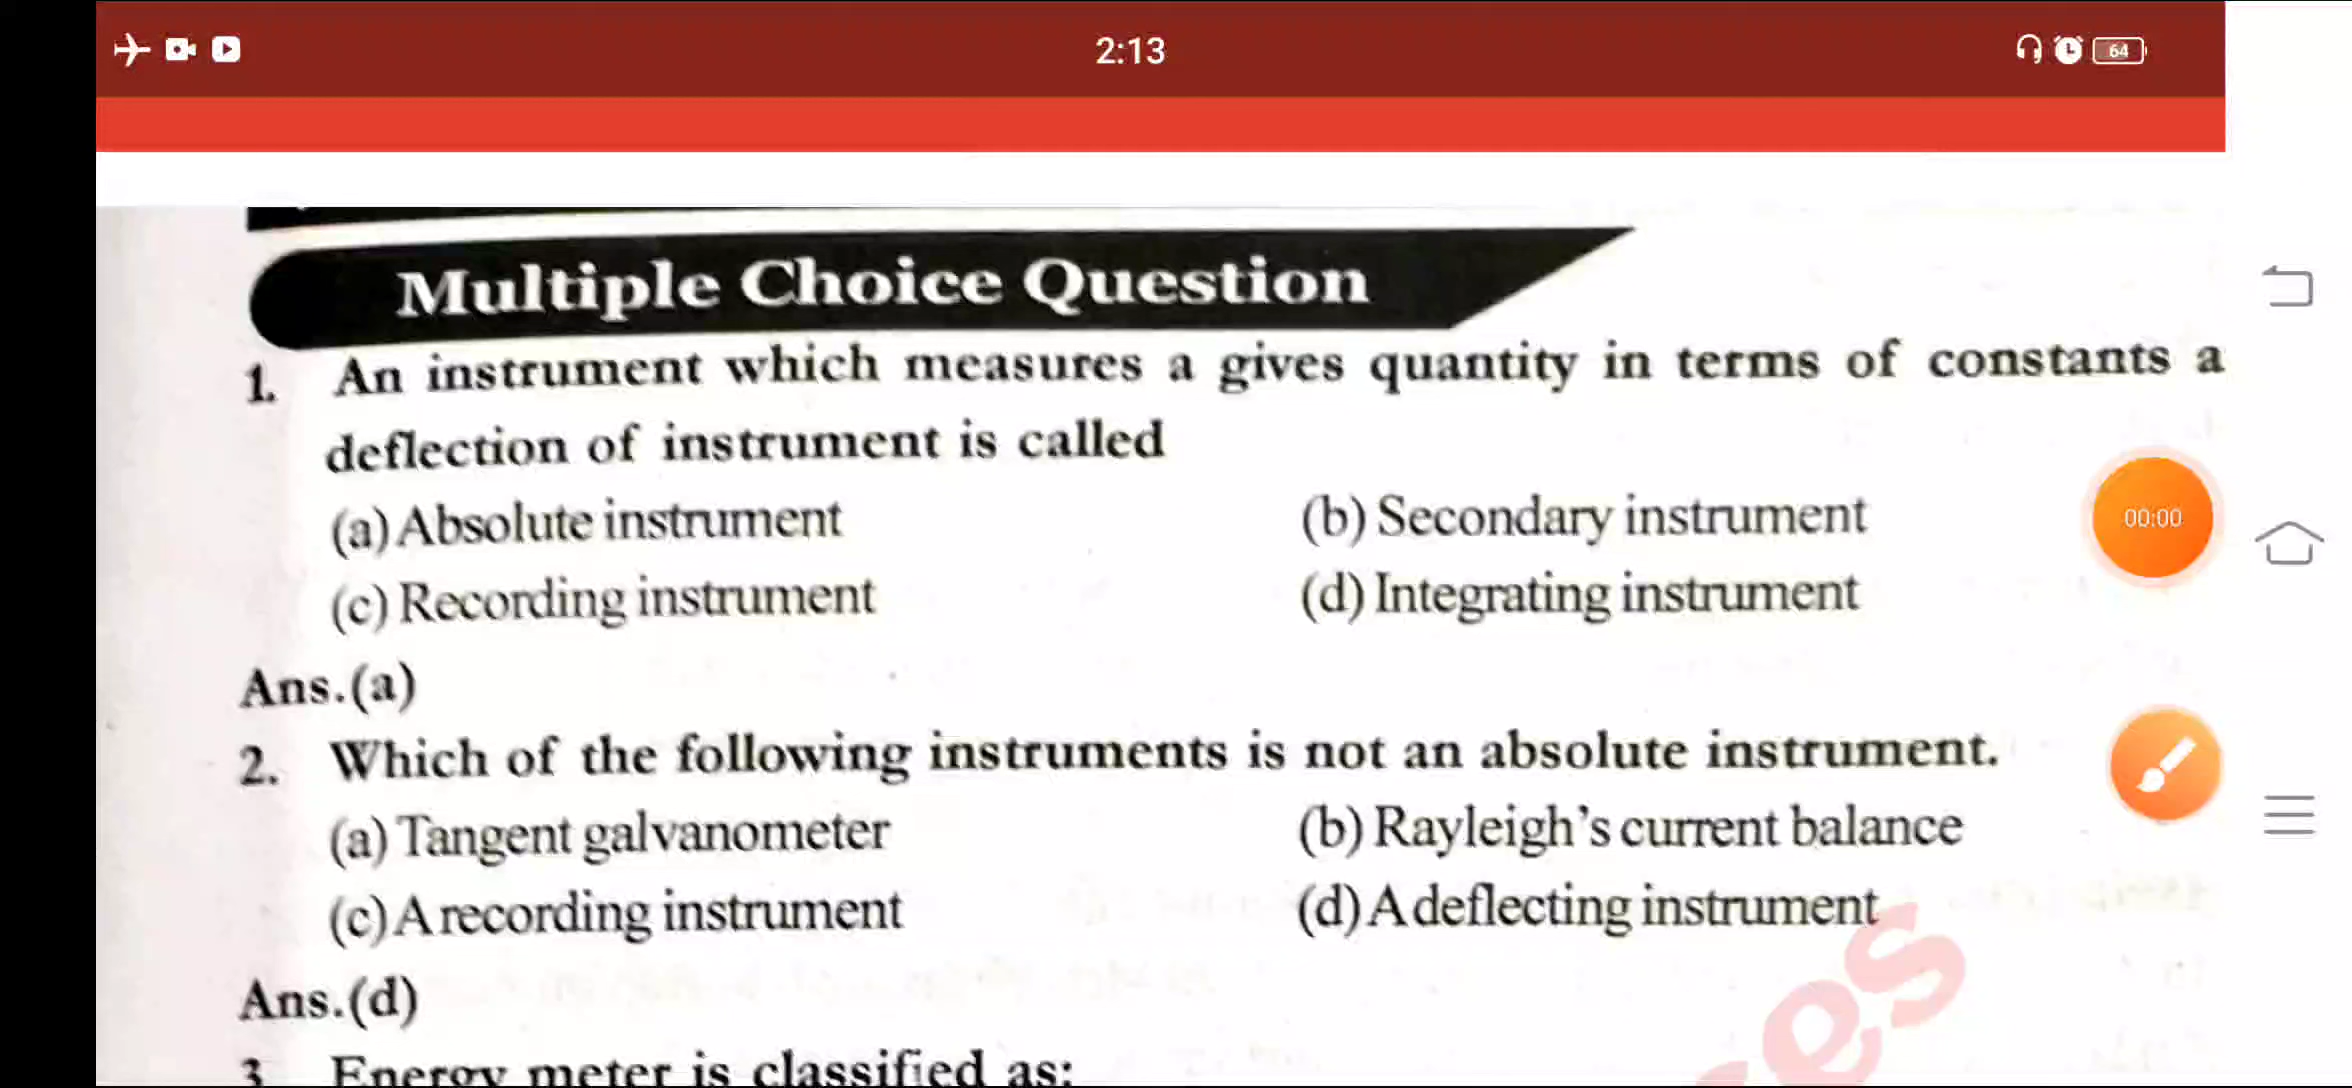 2:13
64
Multiple Choice Question
1. An instrument which measures a gives quantity in terms of constants a
deflection of instrument is called
(a) Absolute instrument (b) Secondary instrument
00:00
(c) Recording instrument (d) Integrating instrument
Ans.(a)
2. Which of the following instruments is not an absolute instrument.
(a) Tangent galvanometer (b) Rayleigh's current balance
(c) A recording instrument (d) A deflecting instrument
Ans.(d)
es
3 Energy meter is classified as: